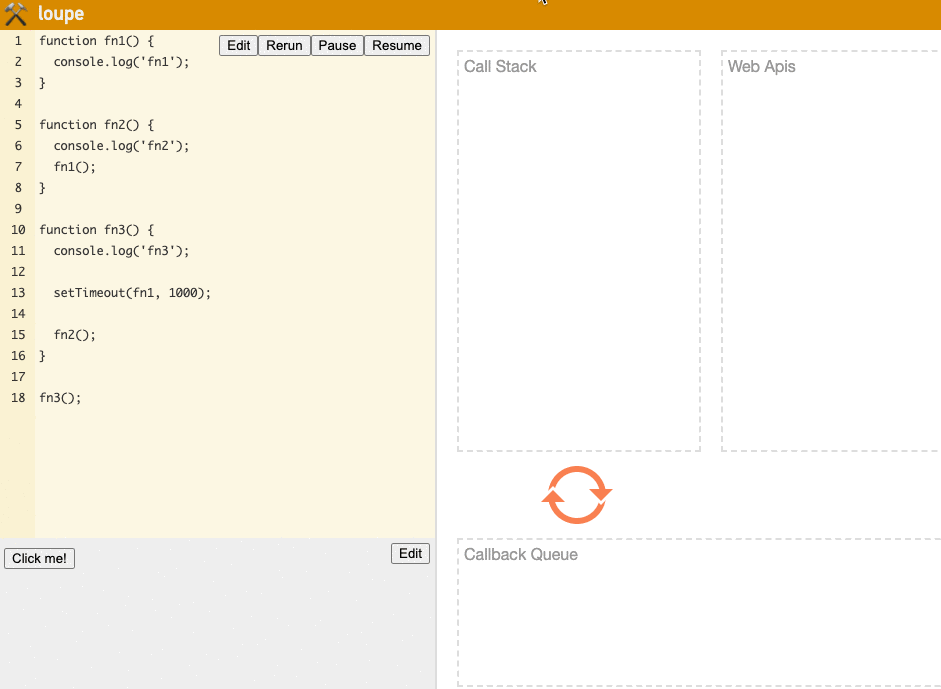 loupe
Edit Rerun Pause Resume
1 function fn1() {
2   console.log('fn1');
3 }
4
5 function fn2() {
6   console.log('fn2');
7   fn1();
8 }
9
10 function fn3() {
11   console.log('fn3');
12
13   setTimeout(fn1, 1000);
14
15   fn2();
16 }
17
18 fn3();
Click me!
Edit
Call Stack
Web Apis
Callback Queue